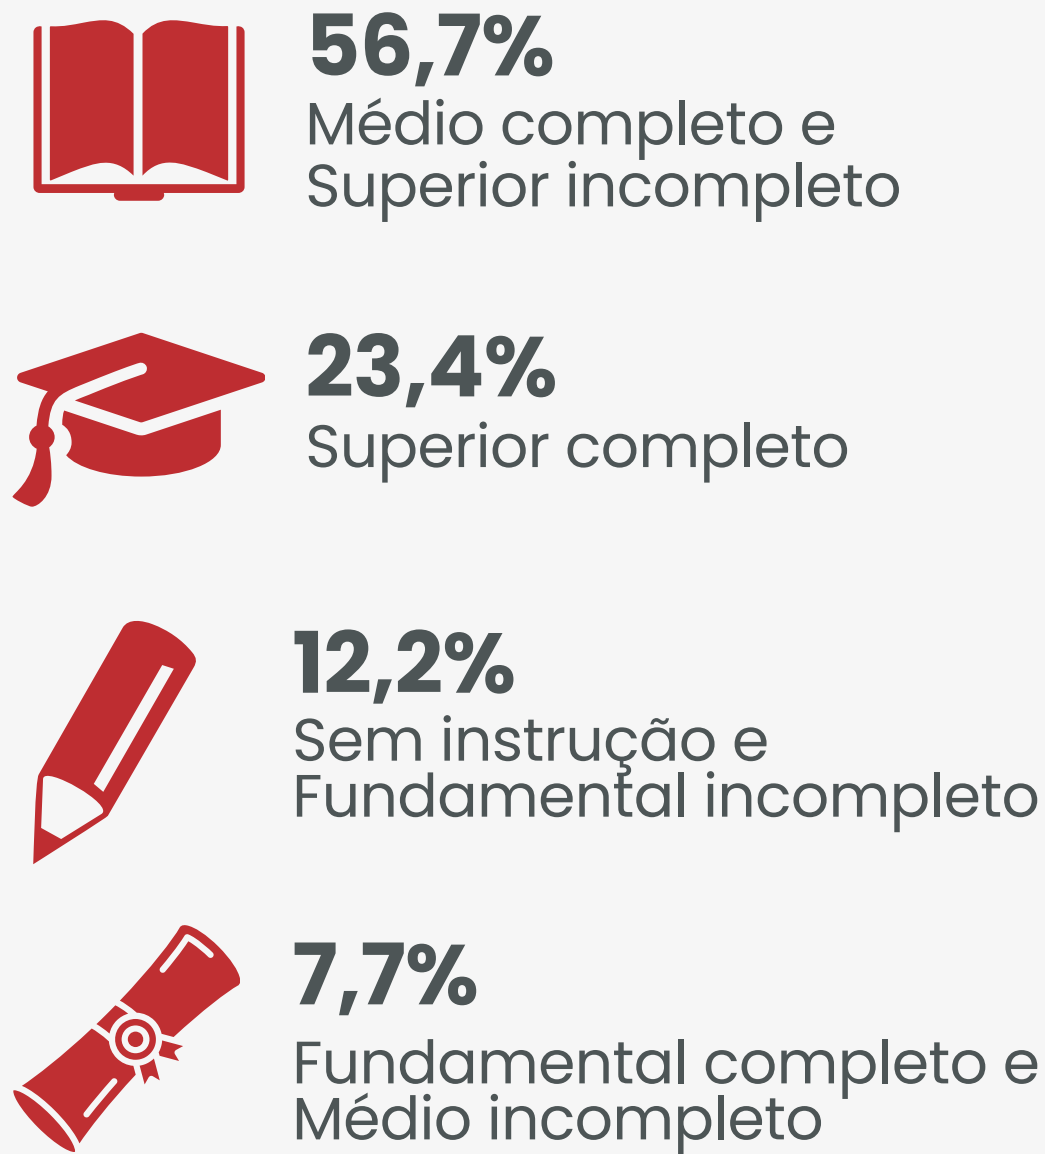 56,7%
Médio completo e
Superior incompleto
23,4%
Superior completo
12,2%
Sem instrução e
Fundamental incompleto
7,7%
Fundamental completo e
Médio incompleto